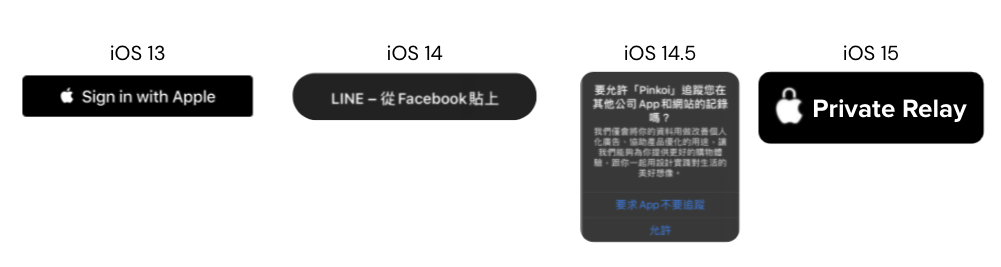 iOS 13
Sign in with Apple
iOS 14
LINE – 從 Facebook 貼上
iOS 14.5
要允許「Pinkoi」追蹤您在
其他公司 App 和網站的記錄
嗎？
我們僅會將你的資料用做改善個人
化廣告、協助產品優化的用途，讓
我們能夠為你提供更好的購物體
驗，跟你一起用設計實踐對生活的
美好想像。
要求 App 不要追蹤
允許
iOS 15
Private Relay